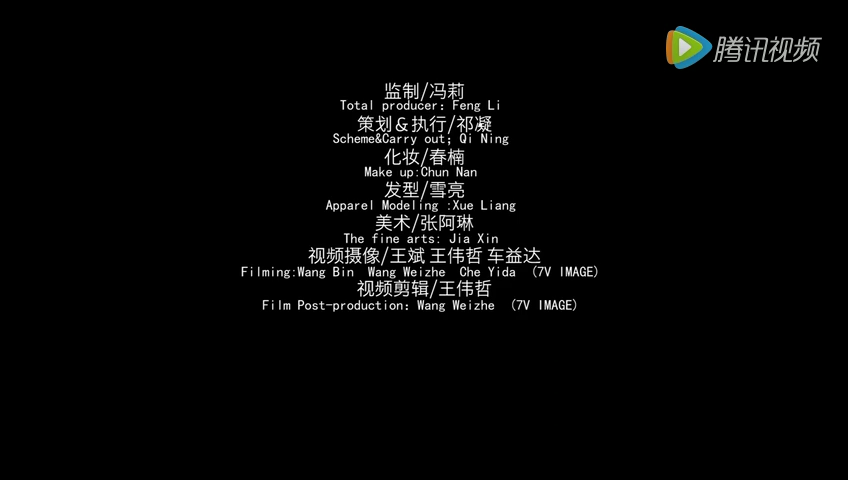 腾讯视频
监制/冯莉
Total producer: Feng Li
策划＆执行/祁凝
Scheme&Carry out; Qi Ning
化妆/春楠
Make up:Chun Nan
发型/雪亮
Apparel Modeling :Xue Liang
美术/张阿琳
The fine arts: Jia Xin
视频摄像/王斌 王伟哲 车益达
Filming:Wang Bin Wang Weizhe Che Yida (7V IMAGE)
视频剪辑/王伟哲
Film Post-production: Wang Weizhe (7V IMAGE)